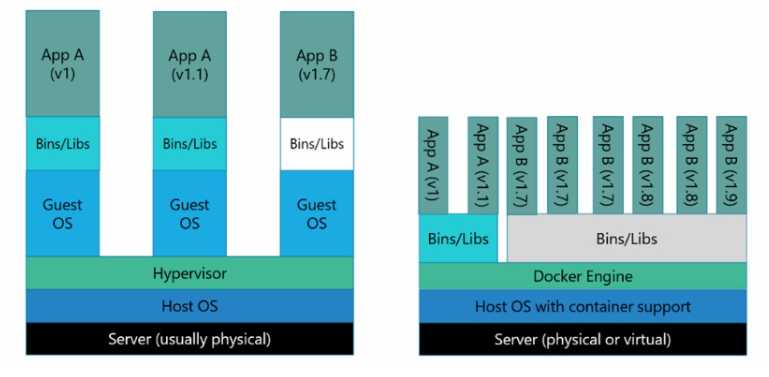 App A
(v1)
App A
(v1.1)
App B
(v1.7)
Bins/Libs
Bins/Libs
Bins/Libs
Guest
OS
Guest
OS
Guest
OS
Hypervisor
Host OS
Server (usually physical)
App A (v1)
App A (v1.1)
App B (v1.7)
App B (v1.7)
App B (v1.7)
App B (v1.8)
App B (v1.8)
App B (v1.9)
Bins/Libs
Bins/Libs
Docker Engine
Host OS with container support
Server (physical or virtual)